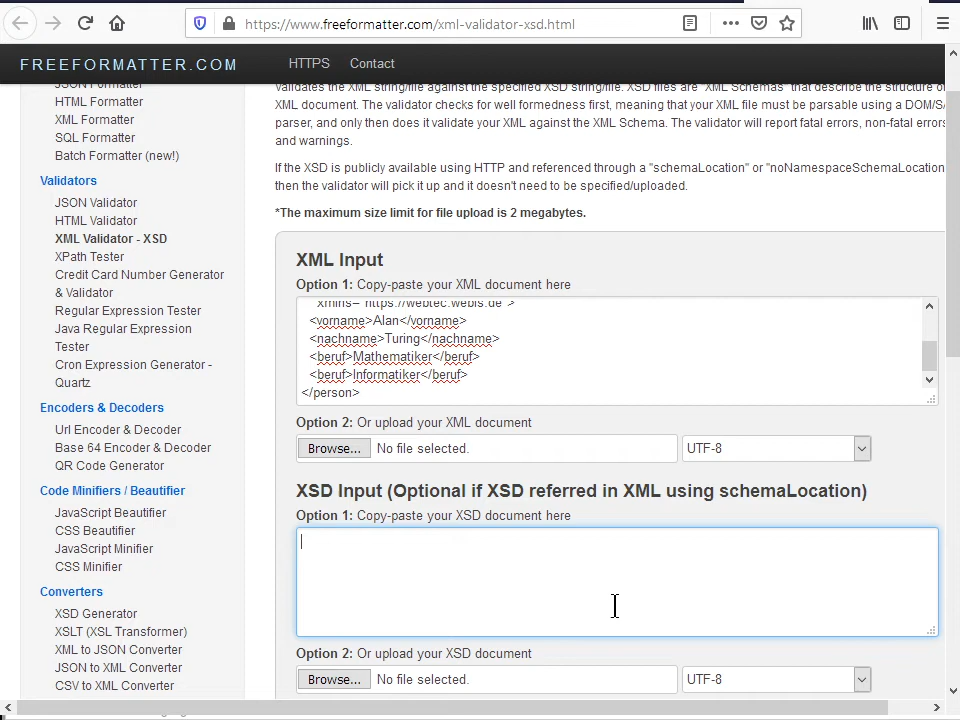 https://www.freeformatter.com/xml-validator-xsd.html
FREEFORMATTER.COM
HTTPS
Contact
JSON Formatter
HTML Formatter
XML Formatter
SQL Formatter
Batch Formatter (new!)
Validators
JSON Validator
HTML Validator
XML Validator - XSD
XPath Tester
Credit Card Number Generator
& Validator
Regular Expression Tester
Java Regular Expression
Tester
Cron Expression Generator -
Quartz
Encoders & Decoders
Url Encoder & Decoder
Base 64 Encoder & Decoder
QR Code Generator
Code Minifiers / Beautifier
JavaScript Beautifier
CSS Beautifier
JavaScript Minifier
CSS Minifier
Converters
XSD Generator
XSLT (XSL Transformer)
XML to JSON Converter
JSON to XML Converter
CSV to XML Converter
Validates the XML string/file against the specified XSD string/file. XSD files are "XML Schemas" that describe the structure of
XML document. The validator checks for well formedness first, meaning that your XML file must be parsable using a DOM/SA
parser, and only then does it validate your XML against the XML Schema. The validator will report fatal errors, non-fatal errors
and warnings.
If the XSD is publicly available using HTTP and referenced through a "schemaLocation" or "noNamespaceSchemaLocation
then the validator will pick it up and it doesn't need to be specified/uploaded.
*The maximum size limit for file upload is 2 megabytes.
XML Input
Option 1: Copy-paste your XML document here
xmlns="https://webtec.webis.de">
<vorname>Alan</vorname>
<nachname>Turing</nachname>
<beruf>Mathematiker</beruf>
<beruf>Informatiker</beruf>
</person>
Option 2: Or upload your XML document
Browse... No file selected.
UTF-8
XSD Input (Optional if XSD referred in XML using schemaLocation)
Option 1: Copy-paste your XSD document here
Option 2: Or upload your XSD document
Browse... No file selected.
UTF-8